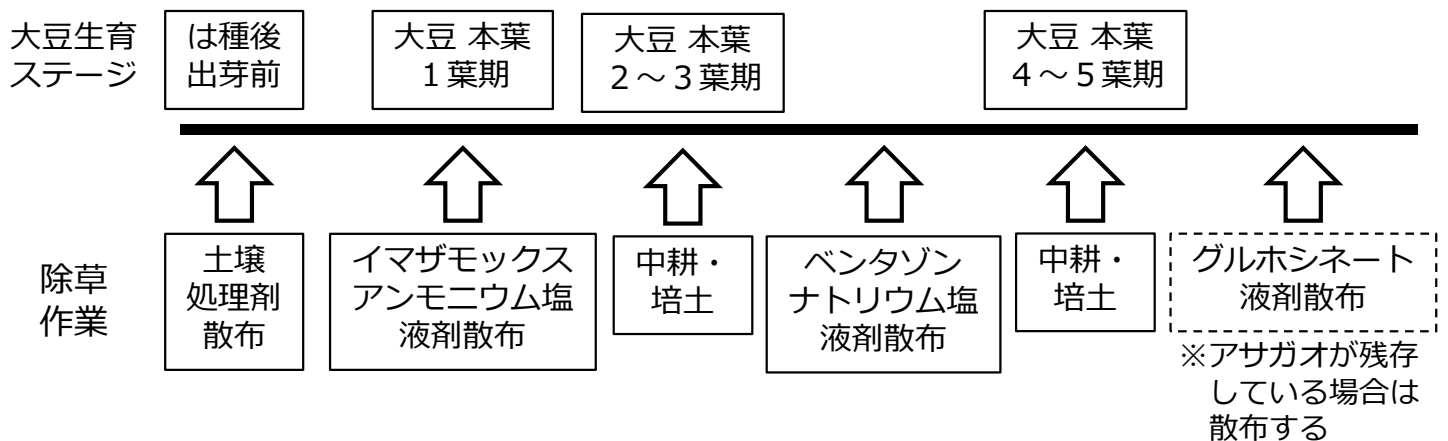 大豆生育
ステージ
は種後
出芽前
大豆 本葉
１葉期
大豆 本葉
２～３葉期
大豆 本葉
４～５葉期
除草
作業
土壌
処理剤
散布
イマザモックス
アンモニウム塩
液剤散布
中耕・
培土
ベンタゾン
ナトリウム塩
液剤散布
中耕・
培土
グルホシネート
液剤散布
※アサガオが残存
している場合は
散布する